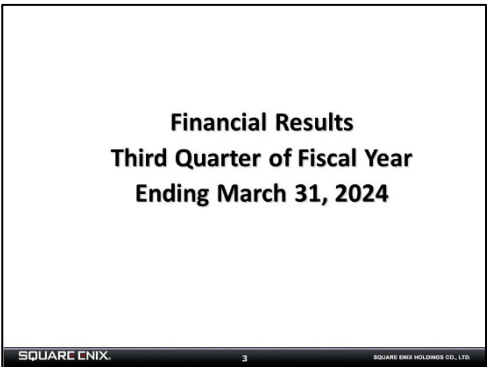 Financial Results
Third Quarter of Fiscal Year
Ending March 31, 2024
SQUARE ENIX.
3
SQUARE ENIX HOLDINGS CO., LTD.